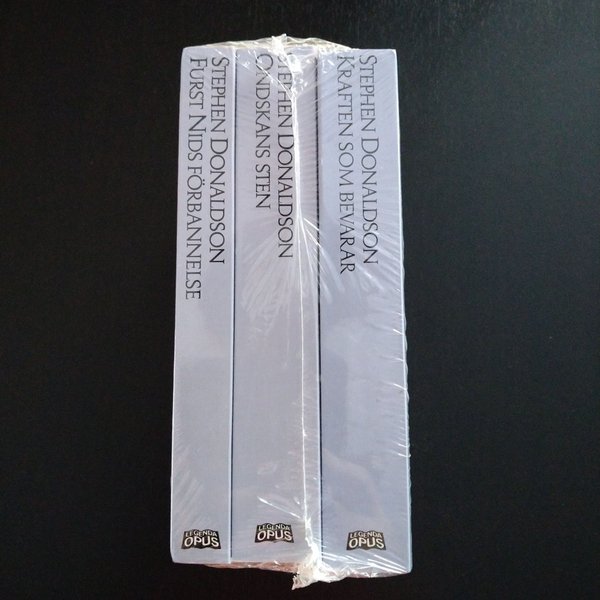 STEPHEN DONALDSON
FURST NIDS FÖRBANNELSE
LEGENDA
OPUS
STEPHEN DONALDSON
ONDSKANS STEN
LEGENDA
OPUS
STEPHEN DONALDSON
KRAFTEN SOM BEVARAR
LEGENDA
OPUS